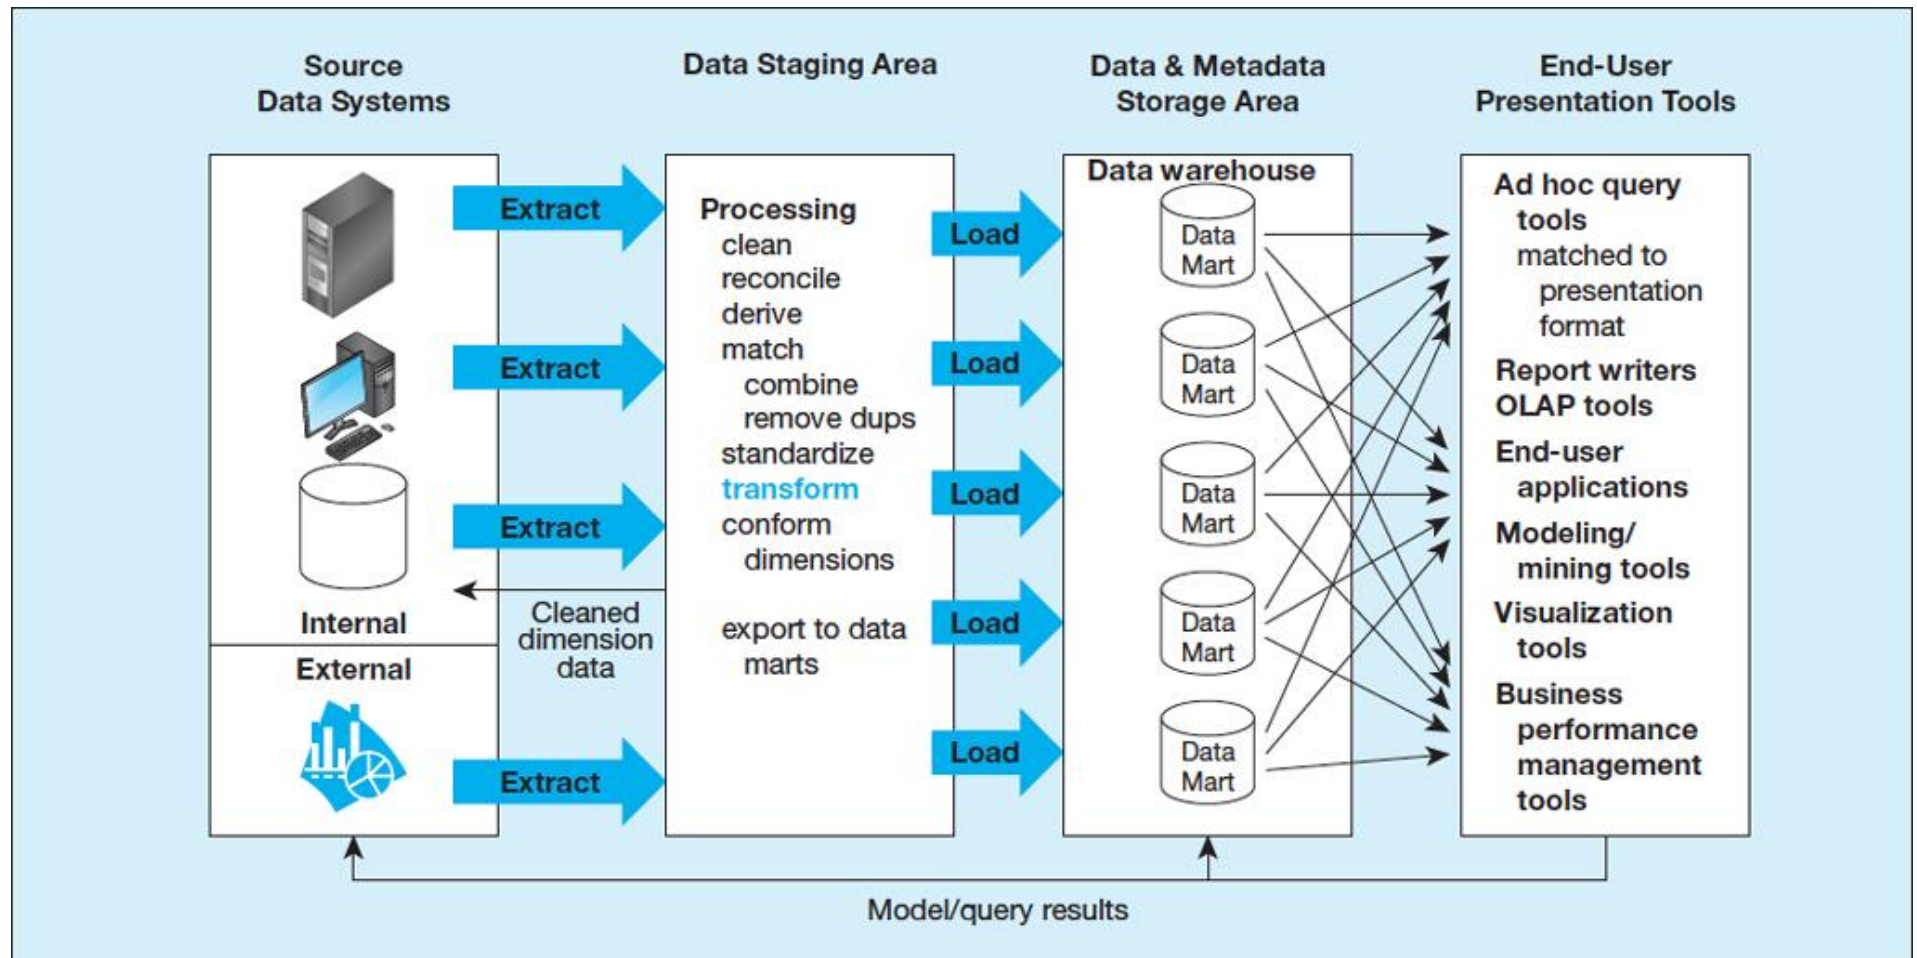 Source
Data Systems
Data Staging Area
Data & Metadata
Storage Area
End-User
Presentation Tools
Extract
Extract
Extract
Internal
Cleaned
dimension
data
External
Extract
Processing
clean
reconcile
derive
match
combine
remove dups
standardize
transform
conform
dimensions
export to data
marts
Load
Load
Load
Load
Load
Data warehouse
Data
Mart
Data
Mart
Data
Mart
Data
Mart
Data
Mart
Ad hoc query
tools
matched to
presentation
format
Report writers
OLAP tools
End-user
applications
Modeling/
mining tools
Visualization
tools
Business
performance
management
tools
Model/query results